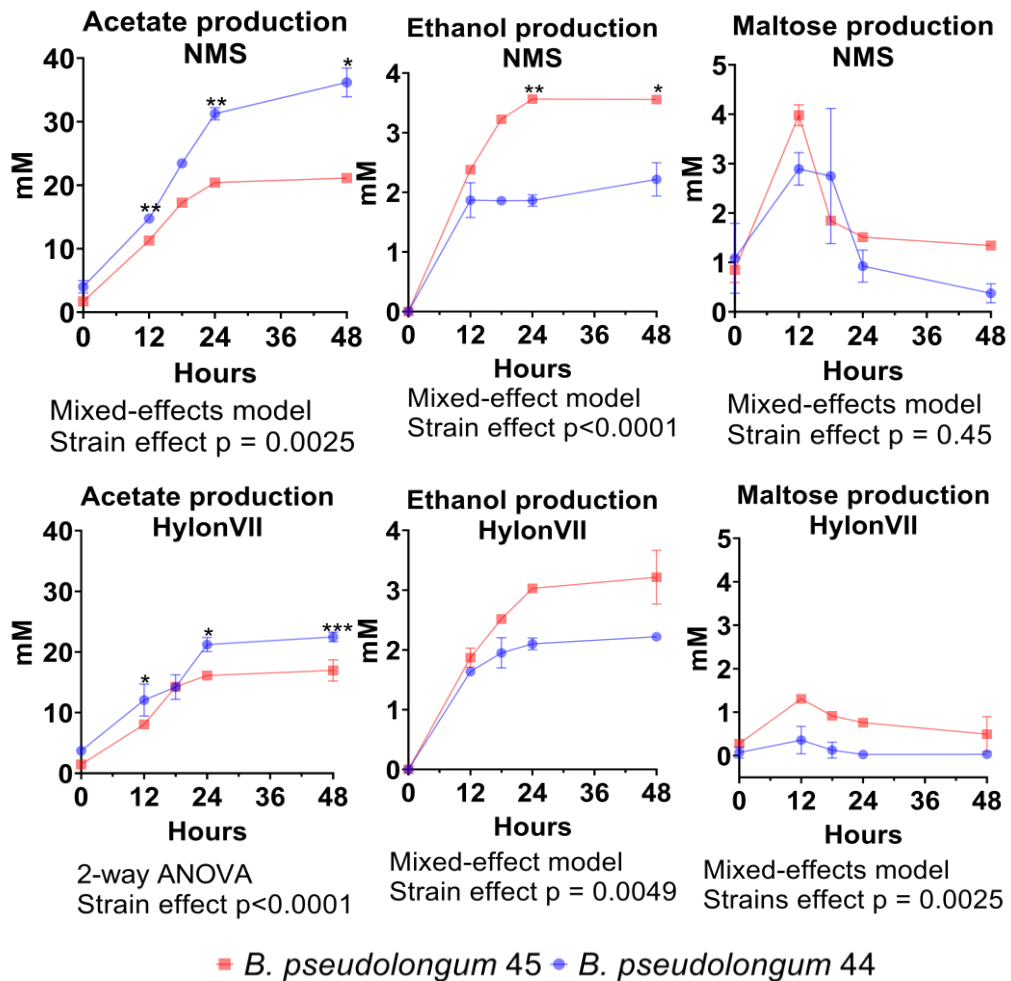 Acetate production
NMS
40
30
20
10
0
mM
**
**
*
0 12 24 36 48
Hours
Mixed-effects model
Strain effect p = 0.0025
Ethanol production
NMS
4
3
2
1
0
mM
**
*
0 12 24 36 48
Hours
Mixed-effect model
Strain effect p<0.0001
Maltose production
NMS
5
4
3
2
1
0
mM
0 12 24 36 48
Hours
Mixed-effects model
Strain effect p = 0.45
Acetate production
HylonVII
40
30
20
10
0
mM
*
*
***
0 12 24 36 48
Hours
2-way ANOVA
Strain effect p<0.0001
Ethanol production
HylonVII
4
3
2
1
0
mM
0 12 24 36 48
Hours
Mixed-effect model
Strain effect p = 0.0049
Maltose production
HylonVII
5
4
3
2
1
0
mM
0 12 24 36 48
Hours
Mixed-effects model
Strains effect p = 0.0025
B. pseudolongum 45 B. pseudolongum 44